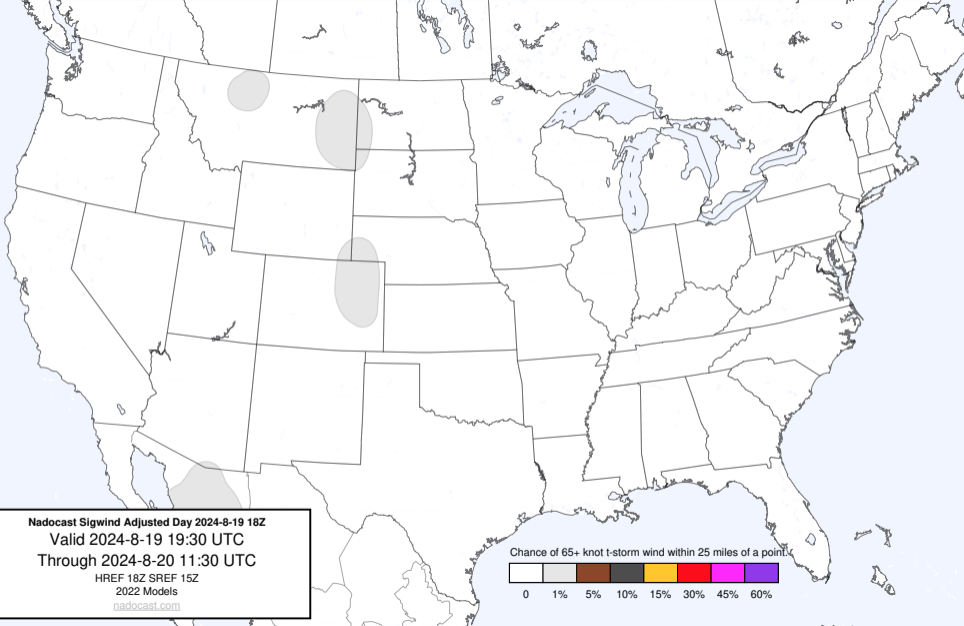 Nadocast Sigwind Adjusted Day 2024-8-19 18Z
Valid 2024-8-19 19:30 UTC
Through 2024-8-20 11:30 UTC
HREF 18Z SREF 15Z
2022 Models
nadocast.com
Chance of 65+ knot t-storm wind within 25 miles of a point.
0 1% 5% 10% 15% 30% 45% 60%